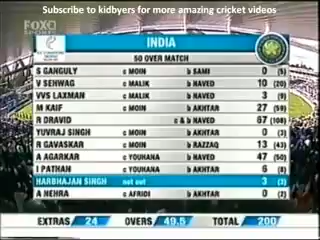 Subscribe to kidbyers for more amazing cricket videos
FOX
SPORTS
INDIA
50 OVER MATCH
S GANGULY c MOIN b SAMI 0 (5)
V SEHWAG c MALIK b NAVED 10 (20)
VVS LAXMAN c MALIK b NAVED 3 (9)
M KAIF c MOIN b AKHTAR 27 (59)
R DRAVID c & b NAVED 67 (108)
YUVRAJ SINGH c MOIN b AKHTAR 0 (3)
R GAVASKAR c MOIN b RAZZAQ 13 (43)
A AGARKAR c YOUHANA b NAVED 47 (50)
I PATHAN c YOUHANA b AKHTAR 6 (8)
HARBHAJAN SINGH not out 3 (3)
A NEHRA c AFRIDI b AKHTAR 0 (2)
EXTRAS 24 OVERS 49.5 TOTAL 200